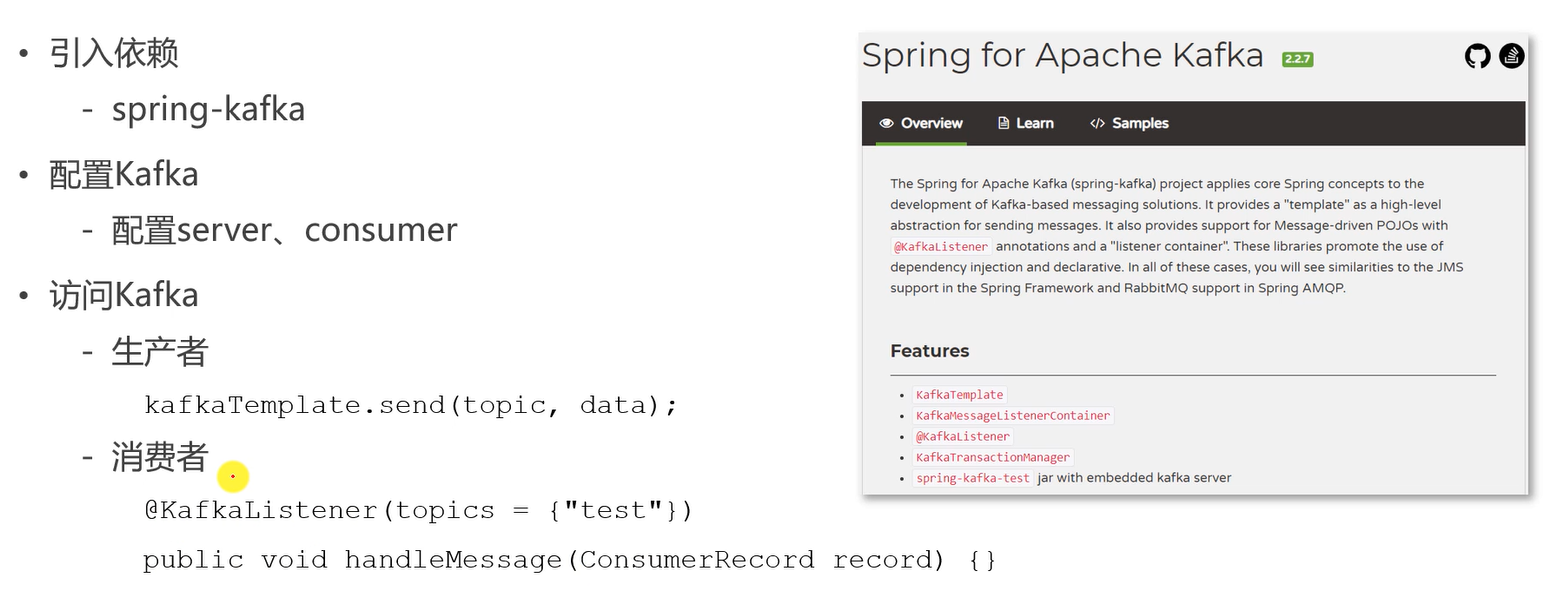 • 引入依赖
- spring-kafka
• 配置Kafka
- 配置server、consumer
• 访问Kafka
- 生产者
kafkaTemplate.send(topic, data);
- 消费者
@KafkaListener(topics = {"test"})
public void handleMessage(ConsumerRecord record) {}
Spring for Apache Kafka 2.2.7
Overview Learn Samples
The Spring for Apache Kafka (spring-kafka) project applies core Spring concepts to the
development of Kafka-based messaging solutions. It provides a "template" as a high-level
abstraction for sending messages. It also provides support for Message-driven POJOs with
@KafkaListener annotations and a "listener container". These libraries promote the use of
dependency injection and declarative. In all of these cases, you will see similarities to the JMS
support in the Spring Framework and RabbitMQ support in Spring AMQP.
Features
• KafkaTemplate
• KafkaMessageListenerContainer
• @KafkaListener
• KafkaTransactionManager
• spring-kafka-test jar with embedded kafka server